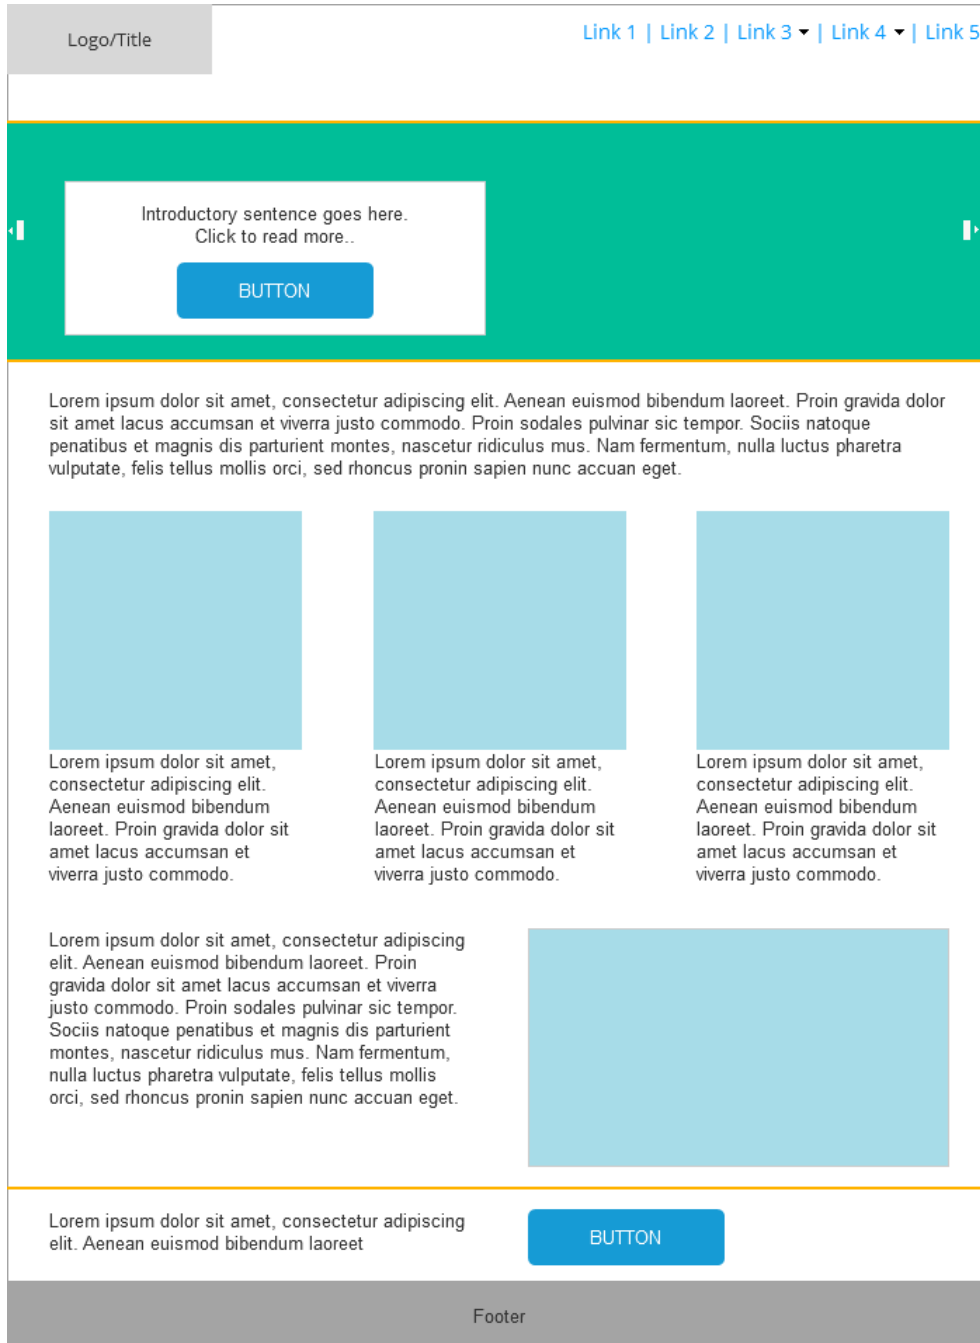 Logo/Title
Link 1 | Link 2 | Link 3 | Link 4 | Link 5
Introductory sentence goes here.
Click to read more..
BUTTON
Lorem ipsum dolor sit amet, consectetur adipiscing elit. Aenean euismod bibendum laoreet. Proin gravida dolor
sit amet lacus accumsan et viverra justo commodo. Proin sodales pulvinar sic tempor. Sociis natoque
penatibus et magnis dis parturient montes, nascetur ridiculus mus. Nam fermentum, nulla luctus pharetra
vulputate, felis tellus mollis orci, sed rhoncus pronin sapien nunc accuan eget.
Lorem ipsum dolor sit amet,
consectetur adipiscing elit.
Aenean euismod bibendum
laoreet. Proin gravida dolor sit
amet lacus accumsan et
viverra justo commodo.
Lorem ipsum dolor sit amet,
consectetur adipiscing elit.
Aenean euismod bibendum
laoreet. Proin gravida dolor sit
amet lacus accumsan et
viverra justo commodo.
Lorem ipsum dolor sit amet,
consectetur adipiscing elit.
Aenean euismod bibendum
laoreet. Proin gravida dolor sit
amet lacus accumsan et
viverra justo commodo.
Lorem ipsum dolor sit amet, consectetur adipiscing
elit. Aenean euismod bibendum laoreet. Proin
gravida dolor sit amet lacus accumsan et viverra
justo commodo. Proin sodales pulvinar sic tempor.
Sociis natoque penatibus et magnis dis parturient
montes, nascetur ridiculus mus. Nam fermentum,
nulla luctus pharetra vulputate, felis tellus mollis
orci, sed rhoncus pronin sapien nunc accuan eget.
Lorem ipsum dolor sit amet, consectetur adipiscing
elit. Aenean euismod bibendum laoreet
BUTTON
Footer